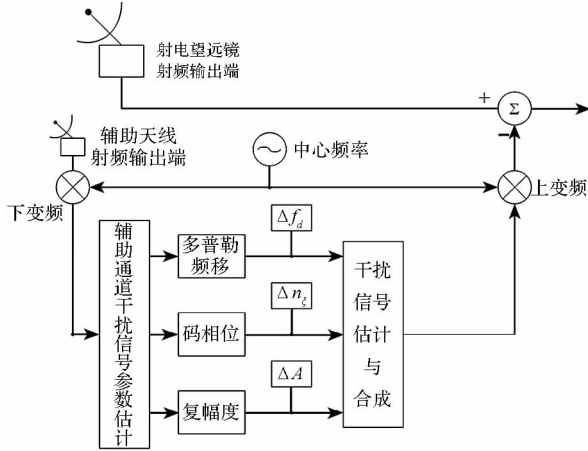 射电望远镜
射频输出端
+
Σ
−
辅助天线
射频输出端
中心频率
下变频
上变频
辅助通道干扰信号参数估计
多普勒
频移
Δf_d
码相位
Δn_ξ
复幅度
ΔA
干扰
信号
估计
与
合成